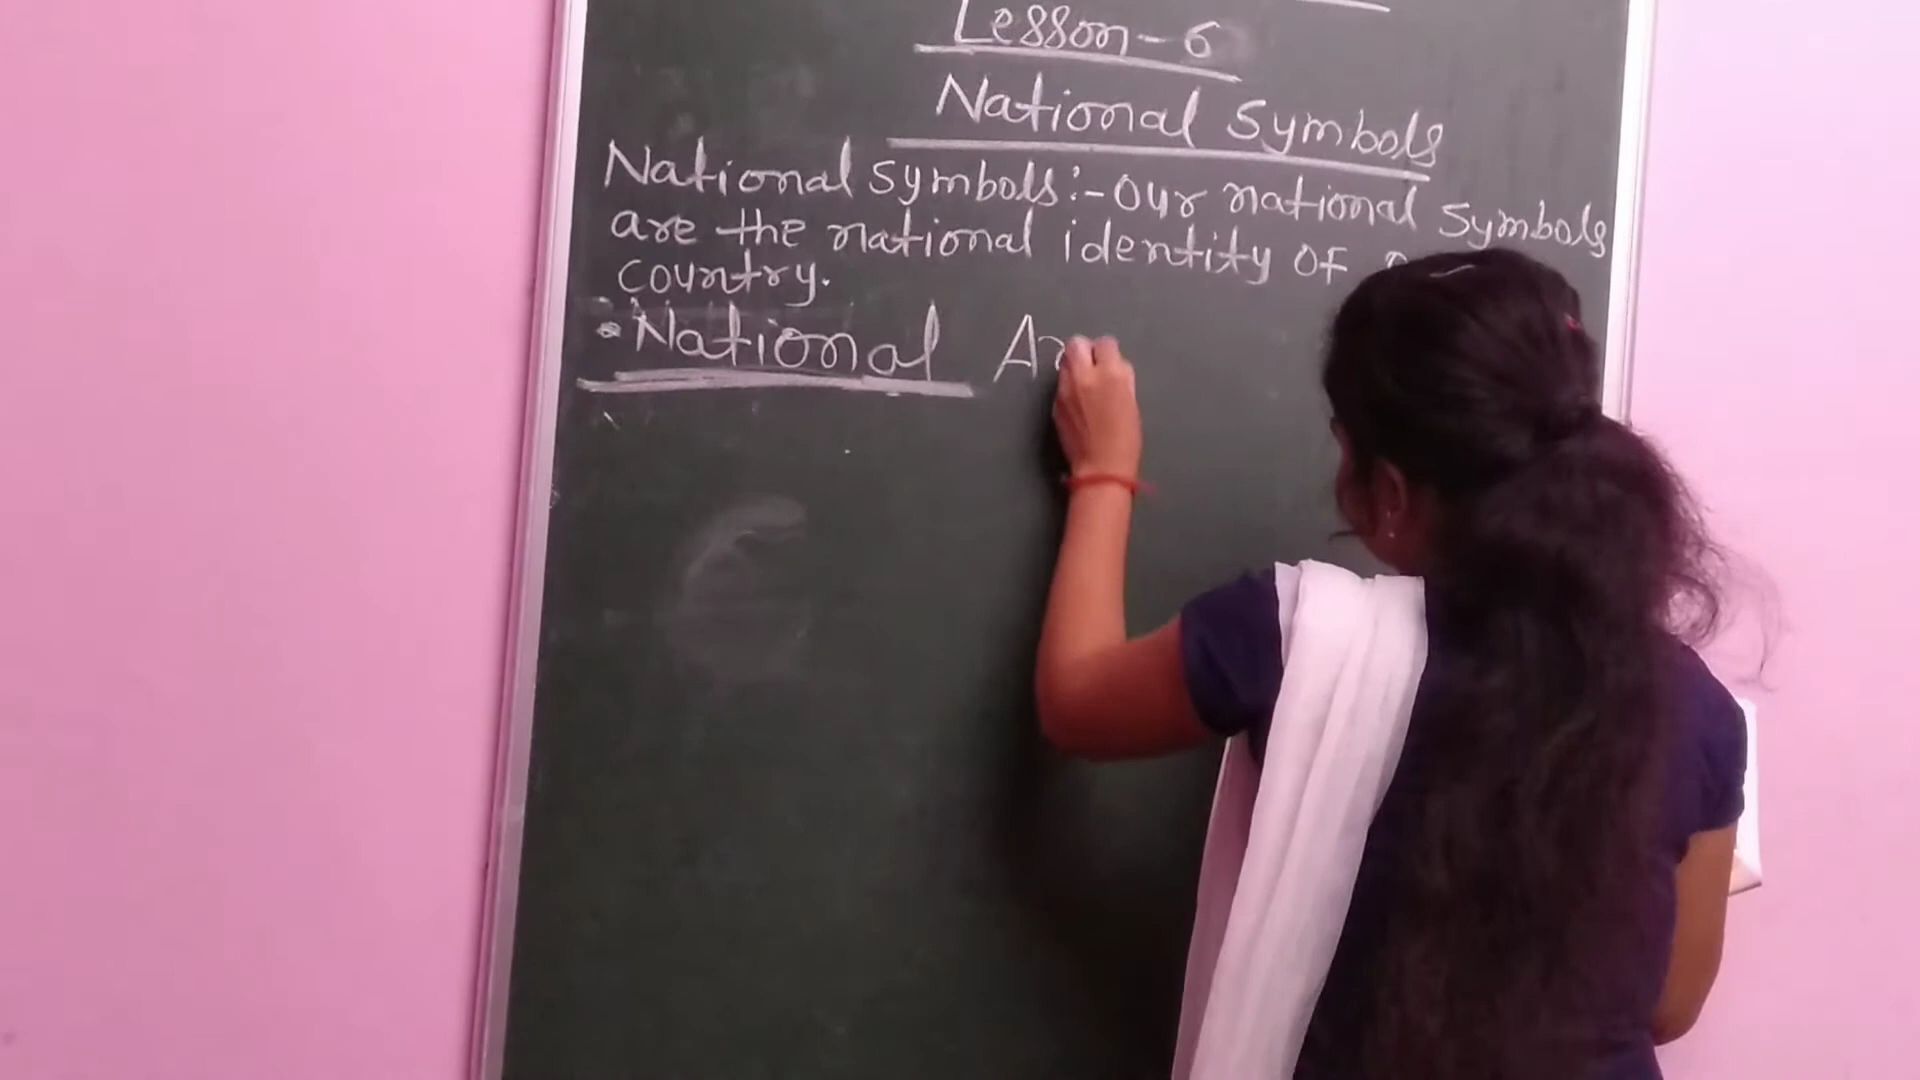 Lesson - 6
National Symbols
National Symbols :- Our national Symbols
are the national identity of
country.
• National